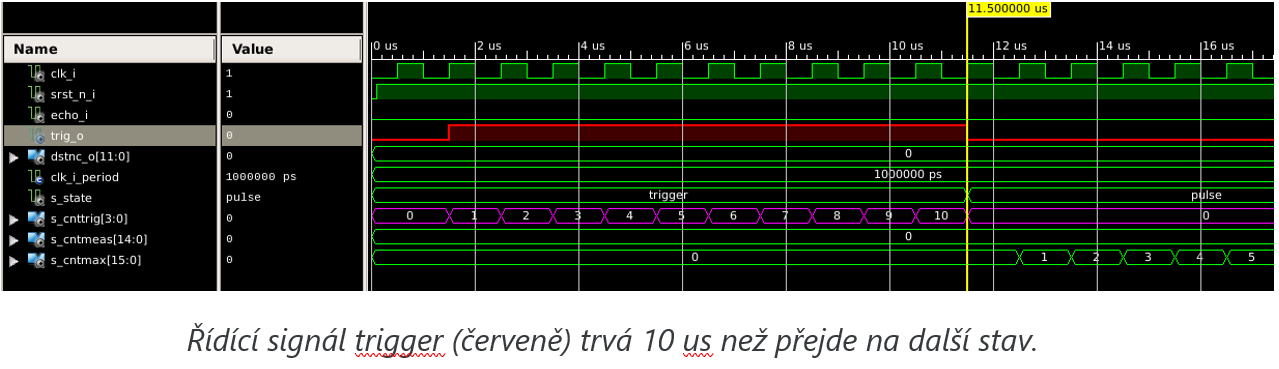 11.500000 us
Name Value 0 us 2 us 4 us 6 us 8 us 10 us 12 us 14 us 16 us
clk_i 1
srst_n_i 1
echo_i 0
trig_o 0
dstnc_o[11:0] 0 0
clk_i_period 1000000 ps 1000000 ps
s_state pulse trigger pulse
s_cnttrig[3:0] 0 0 1 2 3 4 5 6 7 8 9 10 0
s_cntmeas[14:0] 0 0
s_cntmax[15:0] 0 0 1 2 3 4 5
Řídící signál trigger (červeně) trvá 10 us než přejde na další stav.